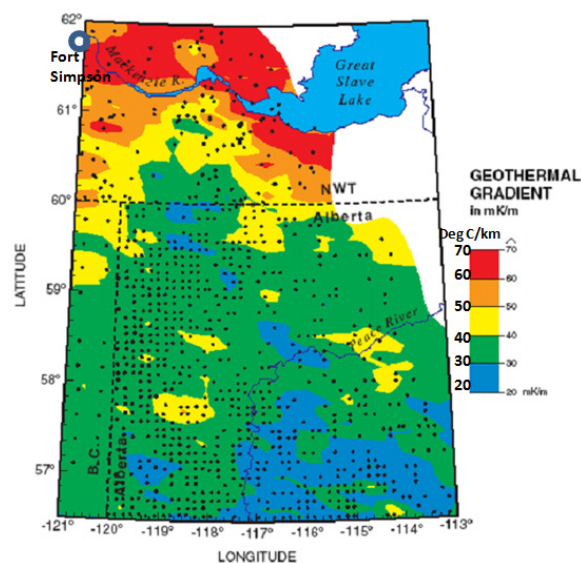 62°
Fort
Simpson
Mackenzie R.
Great
Slave
Lake
61°
60°
NWT
Alberta
59°
58°
57°
Peace River
B.C.
Alberta
LATITUDE
-121° -120° -119° -118° -117° -116° -115° -114° -113°
LONGITUDE
GEOTHERMAL
GRADIENT
in mK/m
Deg C/km
70 70
60 60
50 50
40 40
30 30
20 20 mK/m